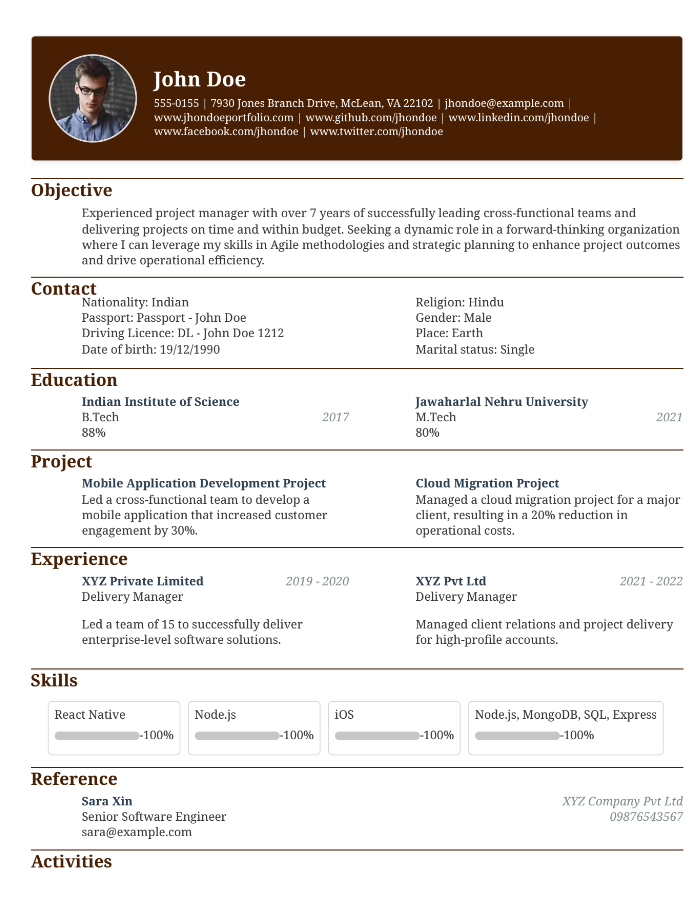 John Doe
555-0155 | 7930 Jones Branch Drive, McLean, VA 22102 | jhondoe@example.com |
www.jhondoeportfolio.com | www.github.com/jhondoe | www.linkedin.com/jhondoe |
www.facebook.com/jhondoe | www.twitter.com/jhondoe
Objective
Experienced project manager with over 7 years of successfully leading cross-functional teams and
delivering projects on time and within budget. Seeking a dynamic role in a forward-thinking organization
where I can leverage my skills in Agile methodologies and strategic planning to enhance project outcomes
and drive operational efficiency.
Contact
Nationality: Indian
Passport: Passport - John Doe
Driving Licence: DL - John Doe 1212
Date of birth: 19/12/1990
Religion: Hindu
Gender: Male
Place: Earth
Marital status: Single
Education
Indian Institute of Science
B.Tech 2017
88%
Jawaharlal Nehru University
M.Tech 2021
80%
Project
Mobile Application Development Project
Led a cross-functional team to develop a
mobile application that increased customer
engagement by 30%.
Cloud Migration Project
Managed a cloud migration project for a major
client, resulting in a 20% reduction in
operational costs.
Experience
XYZ Private Limited 2019 - 2020
Delivery Manager
Led a team of 15 to successfully deliver
enterprise-level software solutions.
XYZ Pvt Ltd 2021 - 2022
Delivery Manager
Managed client relations and project delivery
for high-profile accounts.
Skills
React Native
-100%
Node.js
-100%
iOS
-100%
Node.js, MongoDB, SQL, Express
-100%
Reference
Sara Xin
Senior Software Engineer
sara@example.com
XYZ Company Pvt Ltd
09876543567
Activities